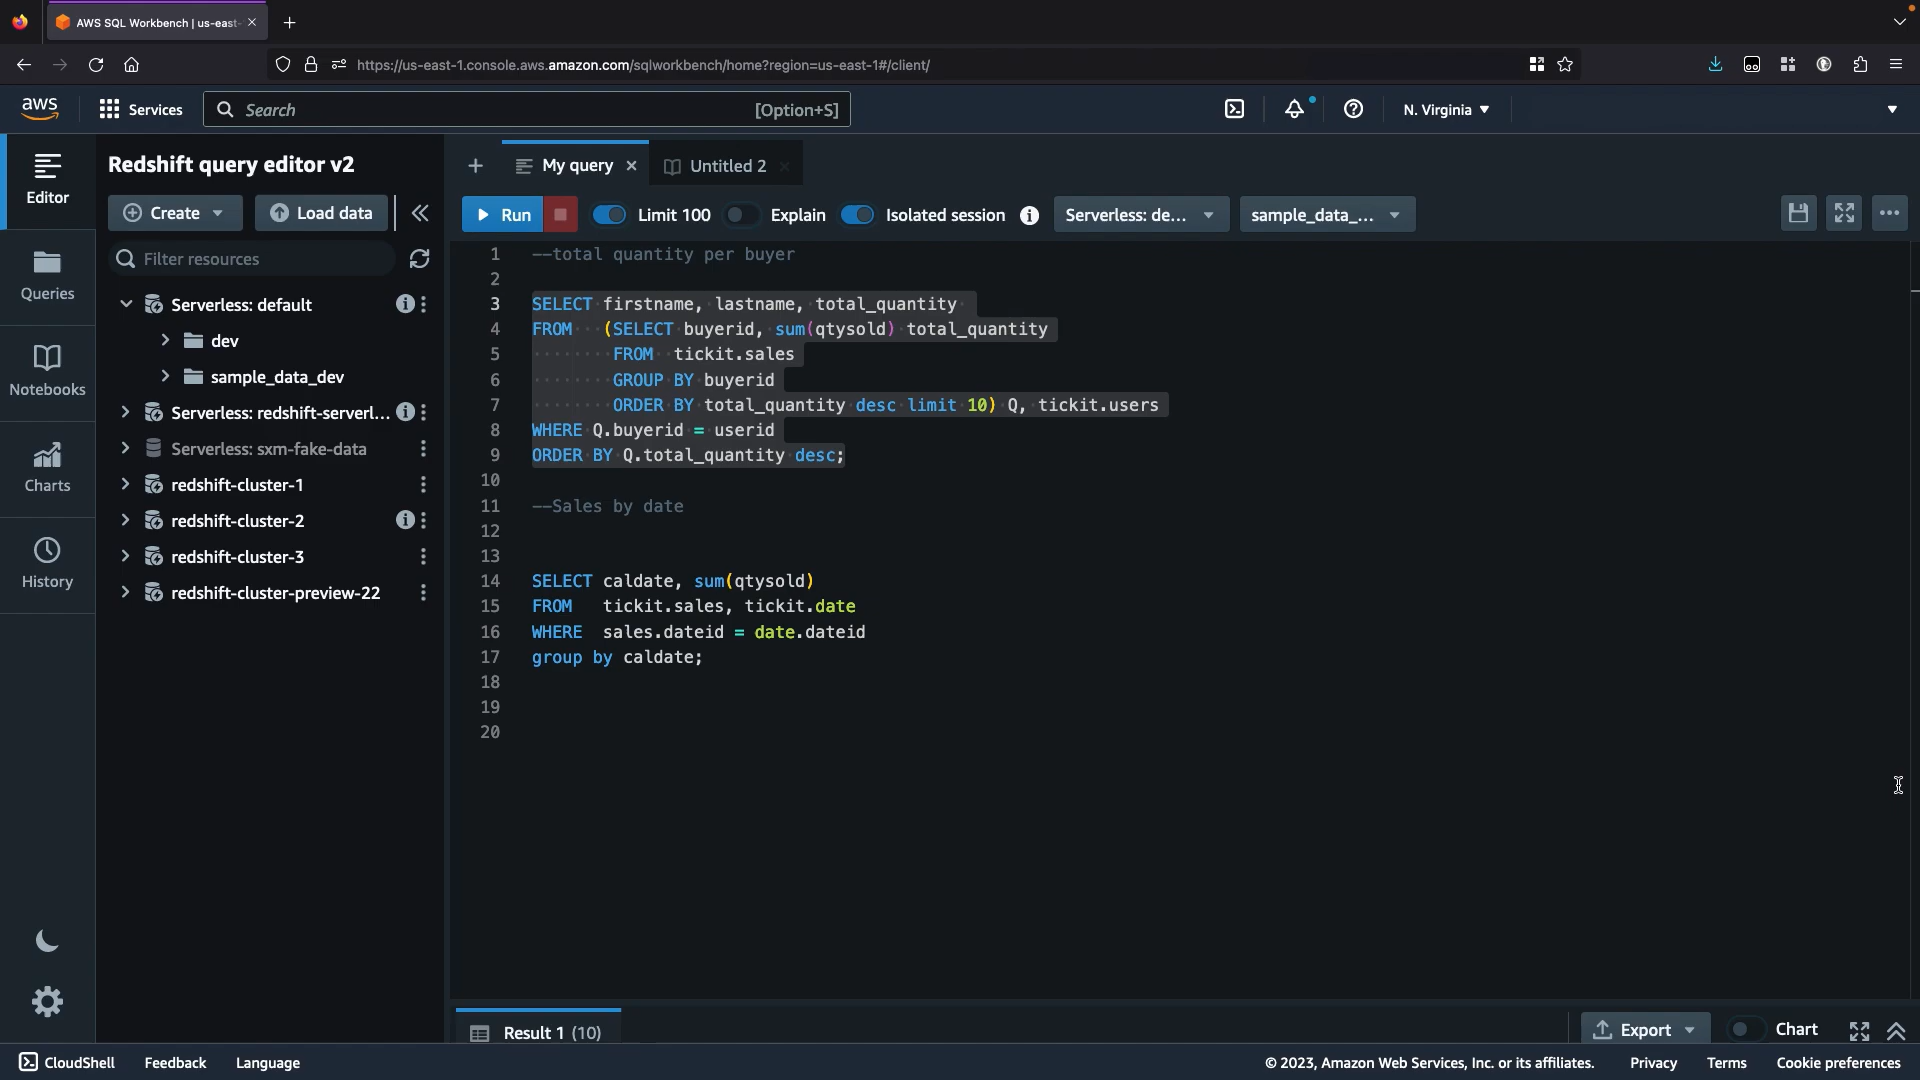 AWS SQL Workbench | us-east-
https://us-east-1.console.aws.amazon.com/sqlworkbench/home?region=us-east-1#/client/
aws
Services
Search
[Option+S]
N. Virginia
Editor
Queries
Notebooks
Charts
History
Redshift query editor v2
Create
Load data
Filter resources
Serverless: default
dev
sample_data_dev
Serverless: redshift-serverl...
Serverless: sxm-fake-data
redshift-cluster-1
redshift-cluster-2
redshift-cluster-3
redshift-cluster-preview-22
My query
Untitled 2
Run
Limit 100
Explain
Isolated session
Serverless: de...
sample_data_...
1 --total quantity per buyer
2
3 SELECT firstname, lastname, total_quantity
4 FROM (SELECT buyerid, sum(qtysold) total_quantity
5 FROM tickit.sales
6 GROUP BY buyerid
7 ORDER BY total_quantity desc limit 10) Q, tickit.users
8 WHERE Q.buyerid = userid
9 ORDER BY Q.total_quantity desc;
10
11 --Sales by date
12
13
14 SELECT caldate, sum(qtysold)
15 FROM tickit.sales, tickit.date
16 WHERE sales.dateid = date.dateid
17 group by caldate;
18
19
20
Result 1 (10)
Export
Chart
CloudShell
Feedback
Language
© 2023, Amazon Web Services, Inc. or its affiliates.
Privacy
Terms
Cookie preferences